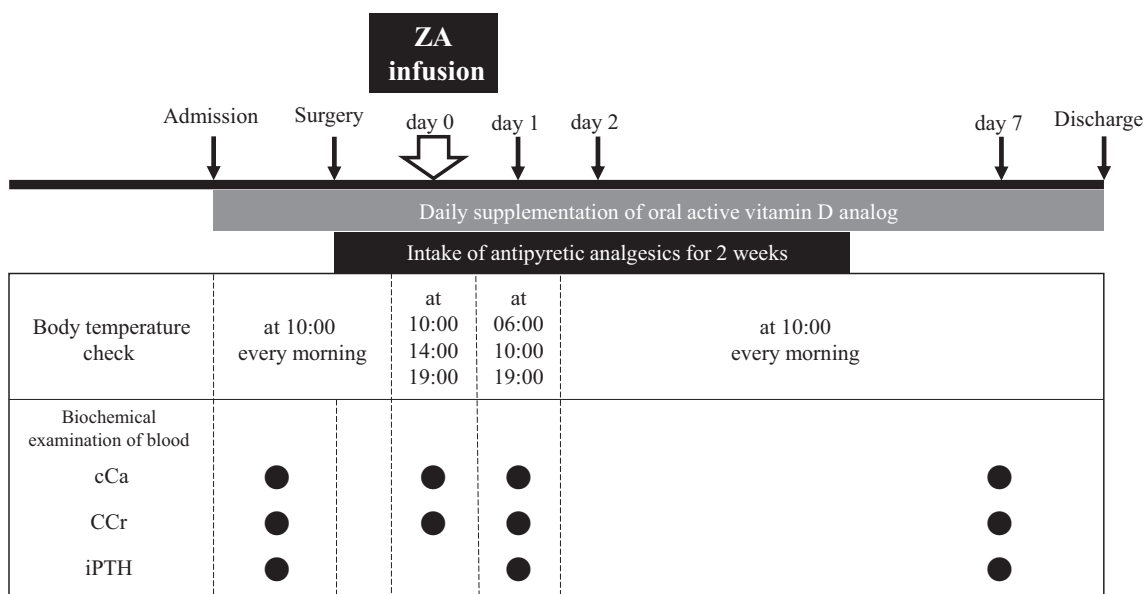 ZA
infusion
Admission
Surgery
day 0
day 1
day 2
day 7
Discharge
Daily supplementation of oral active vitamin D analog
Intake of antipyretic analgesics for 2 weeks
Body temperature
check
at 10:00
every morning
at
10:00
14:00
19:00
at
06:00
10:00
19:00
at 10:00
every morning
Biochemical
examination of blood
cCa
CCr
iPTH